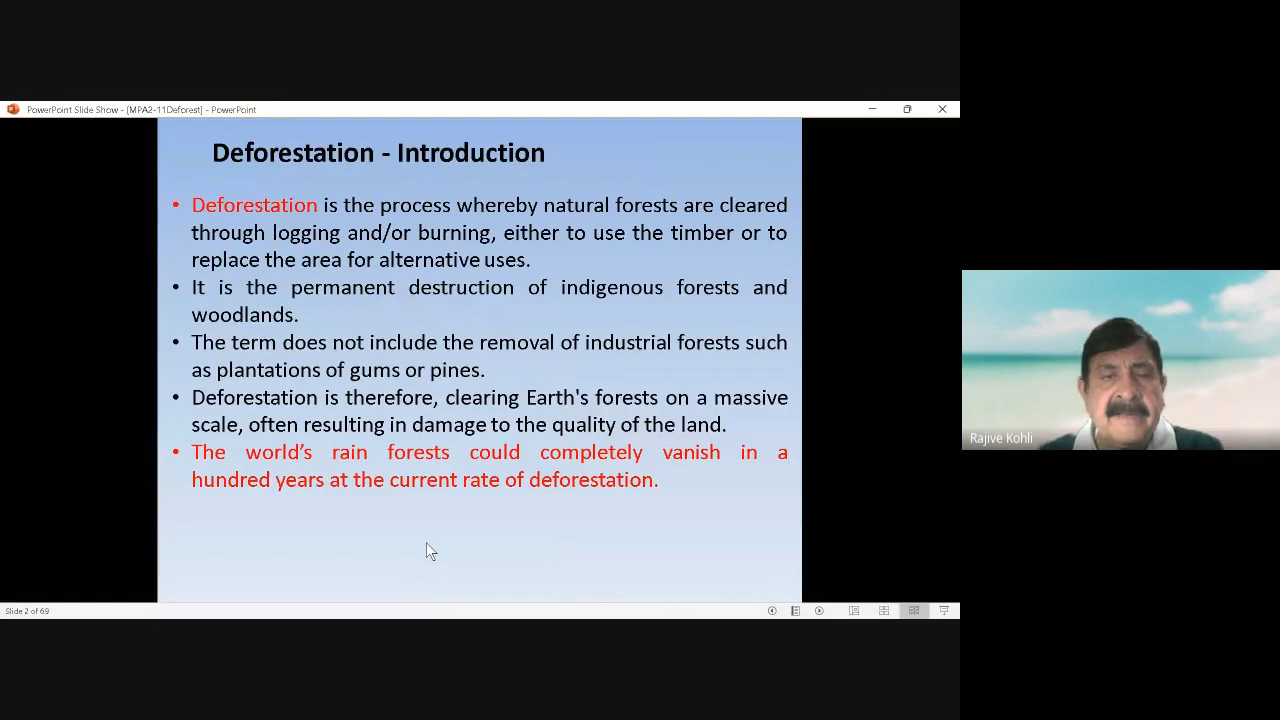 PowerPoint Slide Show - [MPA2-11Deforest] - PowerPoint
Deforestation - Introduction
• Deforestation is the process whereby natural forests are cleared
through logging and/or burning, either to use the timber or to
replace the area for alternative uses.
• It is the permanent destruction of indigenous forests and
woodlands.
• The term does not include the removal of industrial forests such
as plantations of gums or pines.
• Deforestation is therefore, clearing Earth's forests on a massive
scale, often resulting in damage to the quality of the land.
• The world’s rain forests could completely vanish in a
hundred years at the current rate of deforestation.
Rajive Kohli
Slide 2 of 69